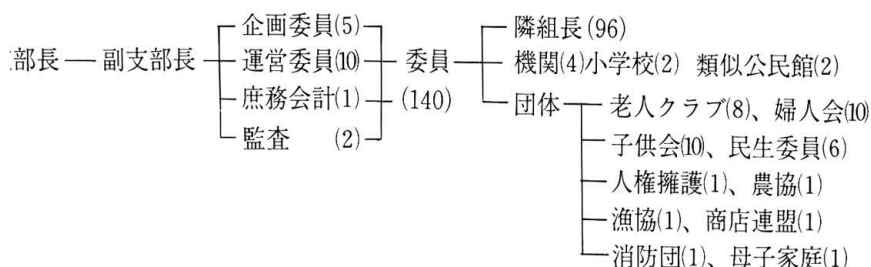 部長 副支部長 企画委員(5) 隣組長(96)
運営委員(10) 委員 機関(4)小学校(2) 類似公民館(2)
庶務会計(1) (140) 団体 老人クラブ(8)、婦人会(10)
監査 (2) 子供会(10)、民生委員(6)
人権擁護(1)、農協(1)
漁協(1)、商店連盟(1)
消防団(1)、母子家庭(1)